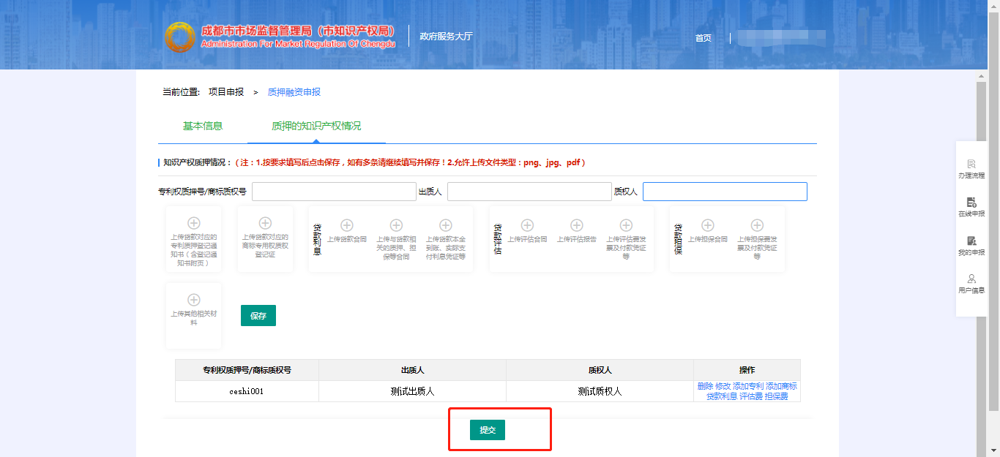 成都市市场监督管理局（市知识产权局）
Administration For Market Regulation Of Chengdu
政府服务大厅
首页
当前位置: 项目申报 > 质押融资申报
基本信息 质押的知识产权情况
知识产权质押情况：（注：1.按要求填写后点击保存，如有多条请继续填写并保存！2.允许上传文件类型：png、jpg、pdf）
专利权质押号/商标质权号 出质人 质权人
上传贷款对应的
专利质押登记通
知书（含登记通
知书附页）
上传贷款对应的
商标专用权质权
登记证
贷款利息
上传贷款合同
上传与贷款相
关的质押、担
保等合同
上传贷款本金
到账、实际支
付利息凭证等
贷款评估
上传评估合同
上传评估报告
上传评估费发
票及付款凭证
等
贷款担保
上传担保合同
上传担保费发
票及付款凭证
等
上传其他相关材
料
保存
专利权质押号/商标质权号 出质人 质权人 操作
ceshi001 测试出质人 测试质权人 删除 修改 添加专利 添加商标
贷款利息 评估费 担保费
提交
办理流程
在线申报
我的申报
用户信息